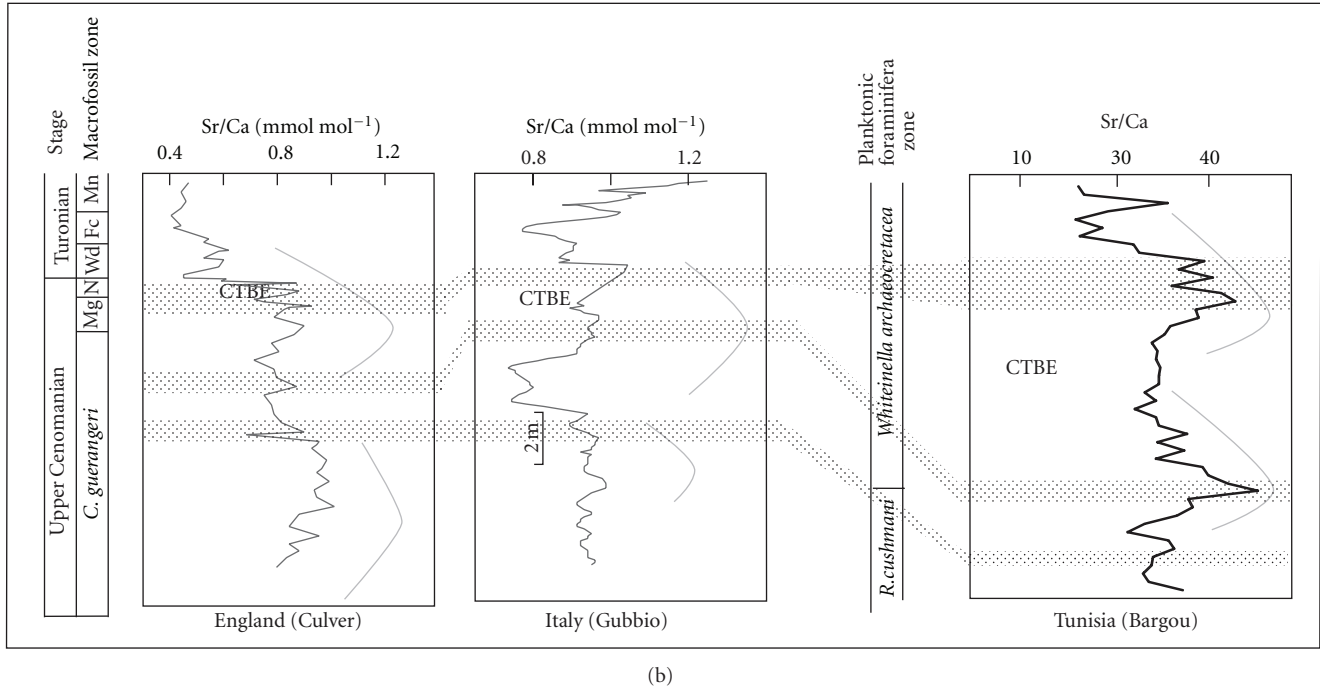 Stage
Macrofossil zone
Sr/Ca (mmol mol−1)
0.4 0.8 1.2
Turonian
Mn
Fc
Wd
N
Mg
Upper Cenomanian
C. guerangeri
CTBE
England (Culver)
Sr/Ca (mmol mol−1)
0.8 1.2
CTBE
2 m
Italy (Gubbio)
Planktonic
foraminifera
zone
Whiteinella archaeocretacea
R.cushmani
Sr/Ca
10 30 40
CTBE
Tunisia (Bargou)
(b)